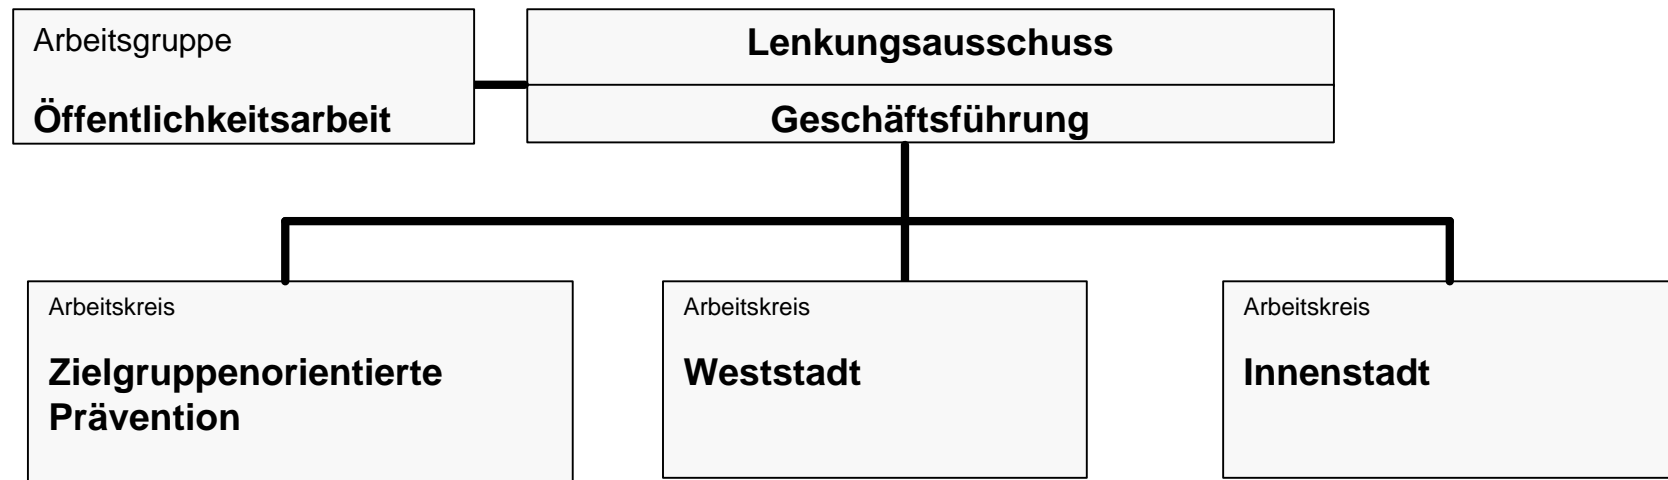 Arbeitsgruppe
Öffentlichkeitsarbeit
Lenkungsausschuss
Geschäftsführung
Arbeitskreis
Zielgruppenorientierte
Prävention
Arbeitskreis
Weststadt
Arbeitskreis
Innenstadt